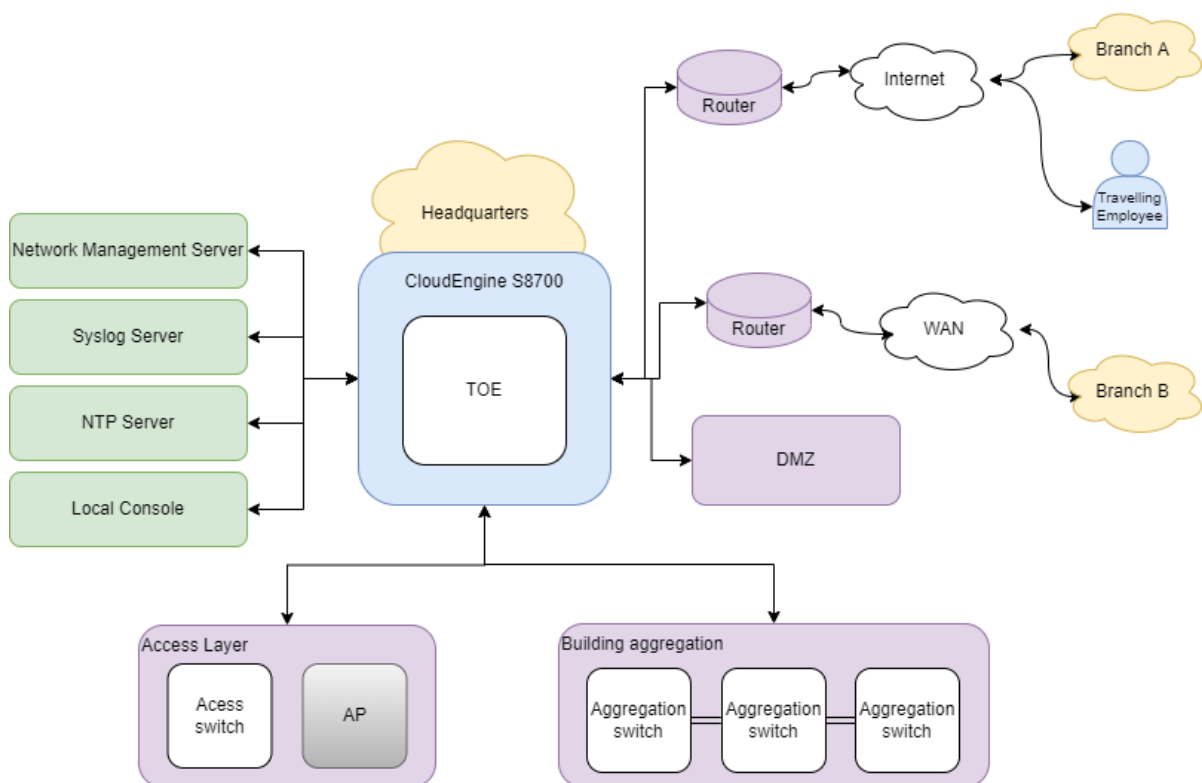 Branch A
Internet
Router
Travelling
Employee
Headquarters
Network Management Server
CloudEngine S8700
Syslog Server
Router
WAN
TOE
NTP Server
Branch B
DMZ
Local Console
Access Layer
Acess
switch
AP
Building aggregation
Aggregation
switch
Aggregation
switch
Aggregation
switch